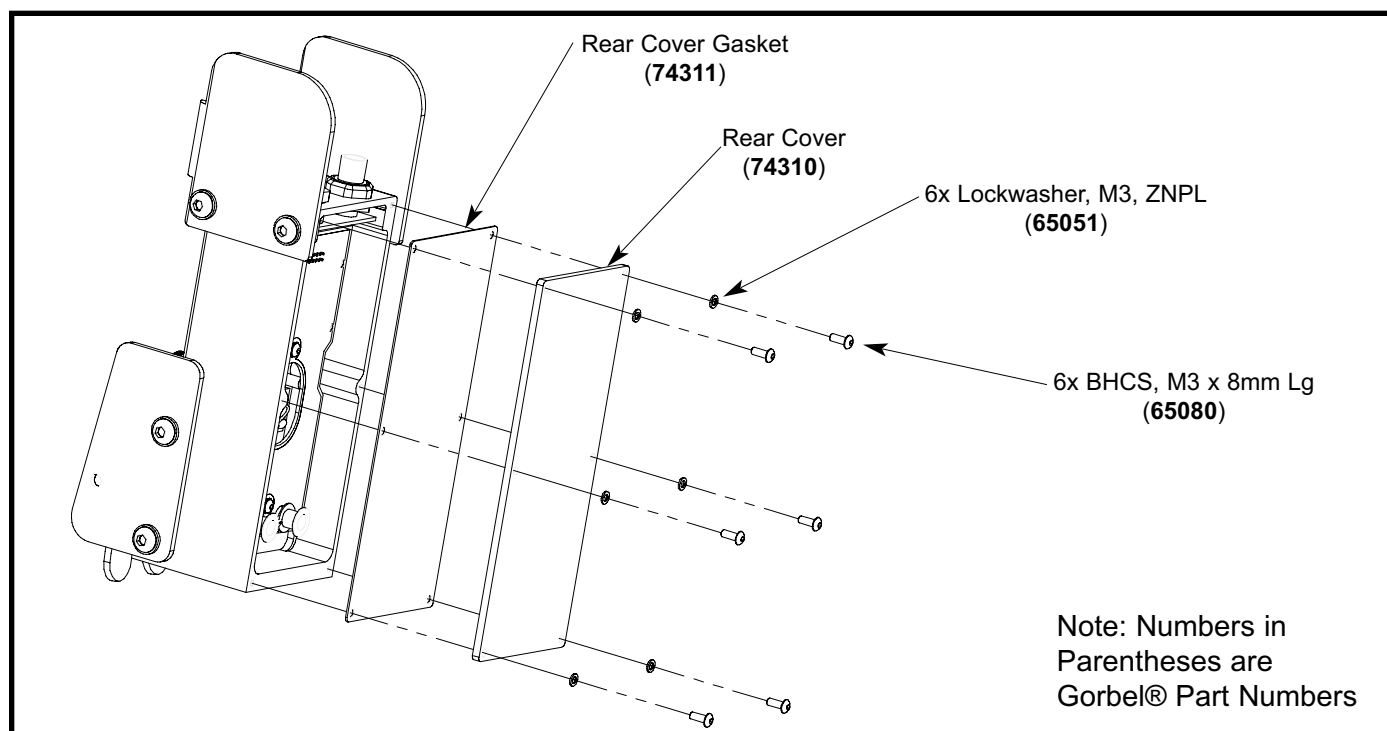 Rear Cover Gasket
(74311)
Rear Cover
(74310)
6x Lockwasher, M3, ZNPL
(65051)
6x BHCS, M3 x 8mm Lg
(65080)
Note: Numbers in
Parentheses are
Gorbel® Part Numbers